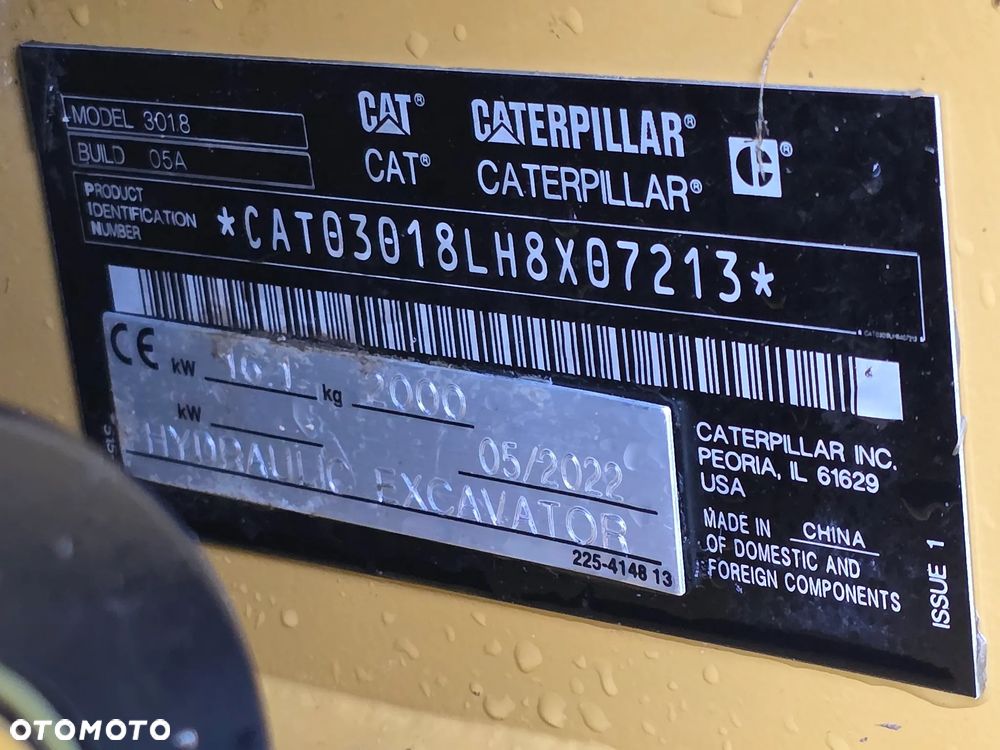 MODEL 301.8
BUILD 05A
CAT® CATERPILLAR®
CAT® CATERPILLAR®
C ®
PRODUCT
IDENTIFICATION
NUMBER
*CAT03018LH8X07213*
CE kW 16.1 kg 2000
kW
05/2022
HYDRAULIC EXCAVATOR
225-4148 13
CATERPILLAR INC.
PEORIA, IL 61629
USA
MADE IN CHINA
OF DOMESTIC AND
FOREIGN COMPONENTS
ISSUE 1
OTOMOTO